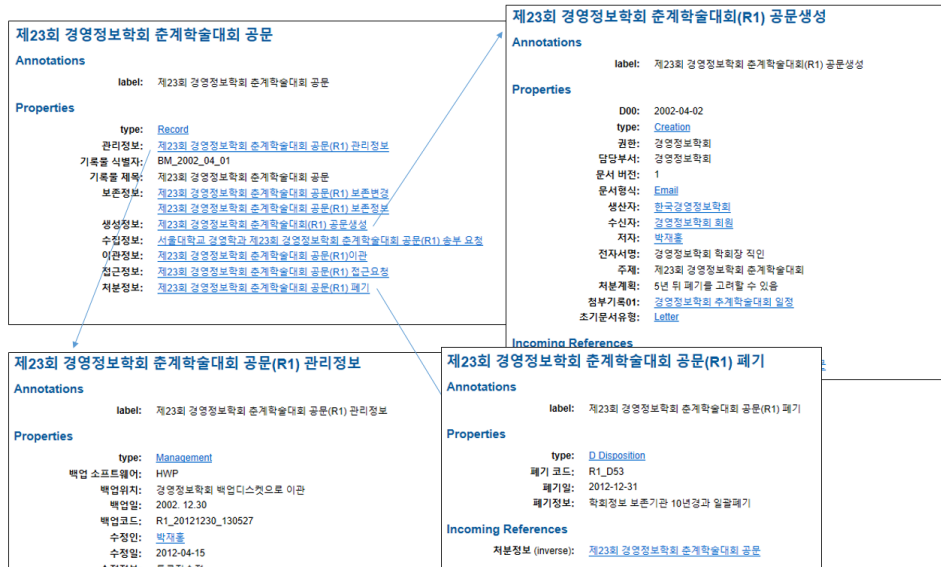 제23회 경영정보학회 춘계학술대회 공문
Annotations
label: 제23회 경영정보학회 춘계학술대회 공문
Properties
type: Record
관리정보: 제23회 경영정보학회 춘계학술대회 공문(R1) 관리정보
기록물 식별자: BM_2002_04_01
기록물 제목: 제23회 경영정보학회 춘계학술대회 공문
보존정보: 제23회 경영정보학회 춘계학술대회 공문(R1) 보존변경
제23회 경영정보학회 춘계학술대회 공문(R1) 보존정보
생성정보: 제23회 경영정보학회 춘계학술대회(R1) 공문생성
수집정보: 서울대학교 경영학과 제23회 경영정보학회 춘계학술대회 공문(R1) 송부 요청
이관정보: 제23회 경영정보학회 춘계학술대회 공문(R1)이관
접근정보: 제23회 경영정보학회 춘계학술대회 공문(R1) 접근요청
처분정보: 제23회 경영정보학회 춘계학술대회 공문(R1) 폐기
제23회 경영정보학회 춘계학술대회(R1) 공문생성
Annotations
label: 제23회 경영정보학회 춘계학술대회(R1) 공문생성
Properties
D00: 2002-04-02
type: Creation
권한: 경영정보학회
담당부서: 경영정보학회
문서 버전: 1
문서형식: Email
생산자: 한국경영정보학회
수신자: 경영정보학회 회원
저자: 박재홀
전자서명: 경영정보학회 학회장 직인
주제: 제23회 경영정보학회 춘계학술대회
처분계획: 5년 뒤 폐기를 고려할 수 있음
첨부기록01: 경영정보학회 추계학술대회 일정
초기문서유형: Letter
Incoming References
제23회 경영정보학회 춘계학술대회 공문(R1) 관리정보
Annotations
label: 제23회 경영정보학회 춘계학술대회 공문(R1) 관리정보
Properties
type: Management
백업 소프트웨어: HWP
백업위치: 경영정보학회 백업디스켓으로 이관
백업일: 2002. 12.30
백업코드: R1_20121230_130527
수정인: 박재홀
수정일: 2012-04-15
제23회 경영정보학회 춘계학술대회 공문(R1) 폐기
Annotations
label: 제23회 경영정보학회 춘계학술대회 공문(R1) 폐기
Properties
type: D Disposition
폐기 코드: R1_D53
폐기일: 2012-12-31
폐기정보: 학회정보 보존기관 10년경과 일괄폐기
Incoming References
처분정보 (inverse): 제23회 경영정보학회 춘계학술대회 공문